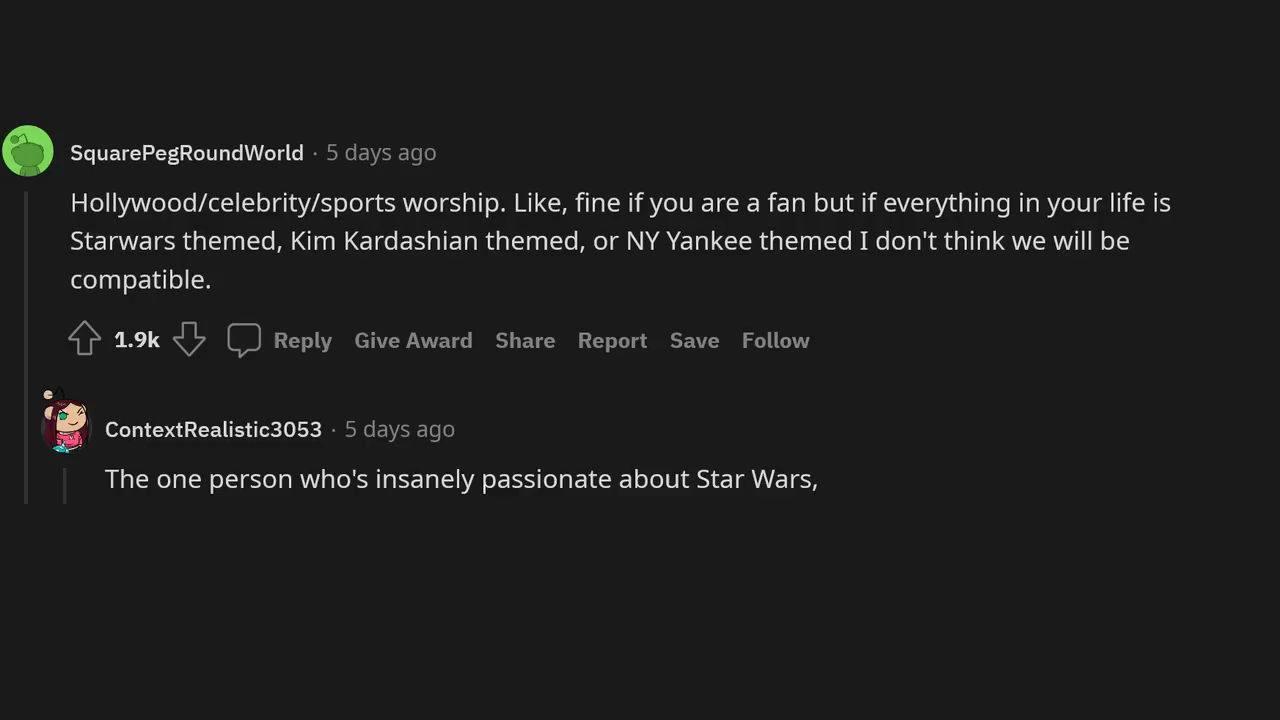 SquarePegRoundWorld · 5 days ago
Hollywood/celebrity/sports worship. Like, fine if you are a fan but if everything in your life is
Starwars themed, Kim Kardashian themed, or NY Yankee themed I don't think we will be
compatible.
1.9k Reply Give Award Share Report Save Follow
ContextRealistic3053 · 5 days ago
The one person who's insanely passionate about Star Wars,